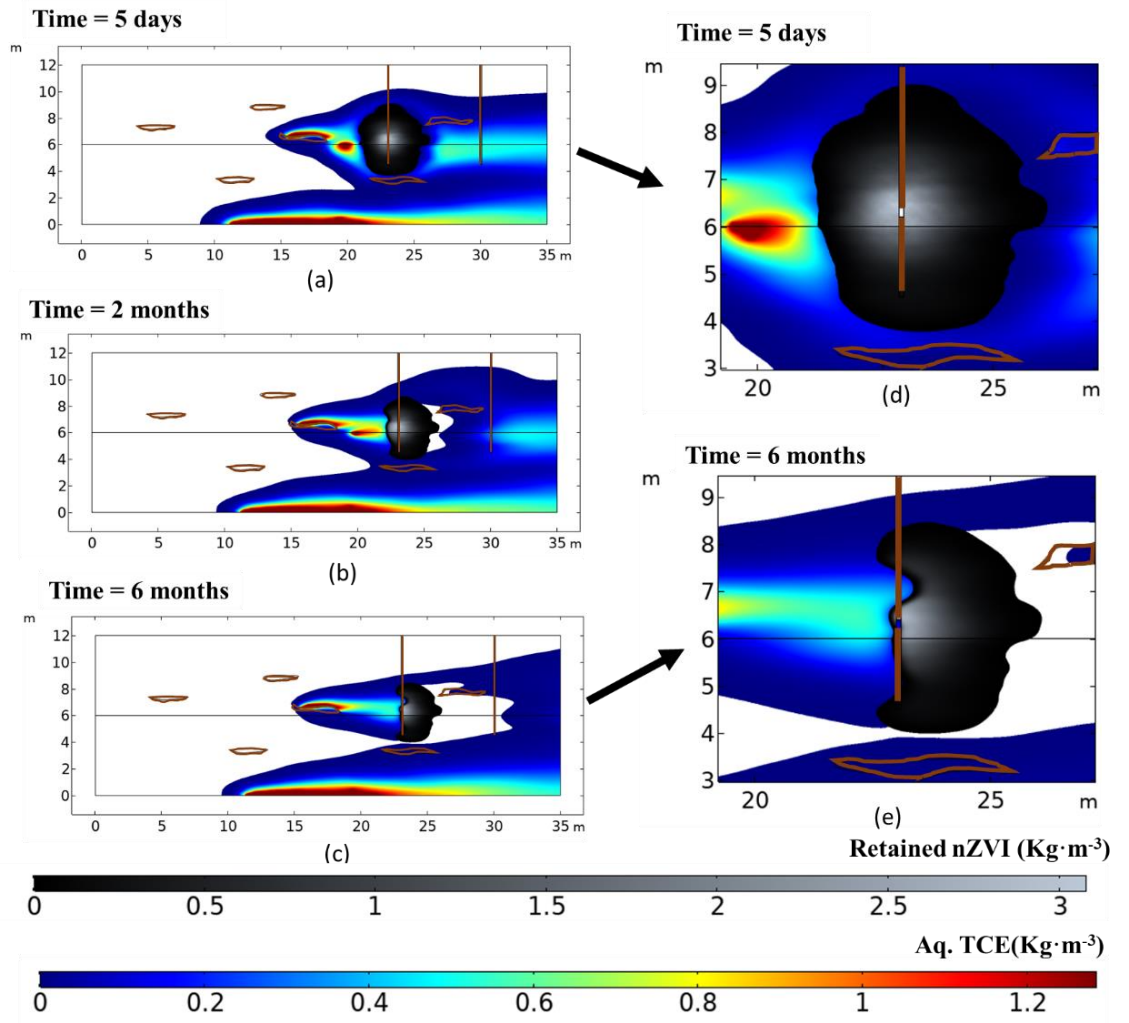 Time = 5 days
m
12
10
8
6
4
2
0
0 5 10 15 20 25 30 35 m
(a)
Time = 2 months
m
12
10
8
6
4
2
0
0 5 10 15 20 25 30 35 m
(b)
Time = 6 months
m
12
10
8
6
4
2
0
0 5 10 15 20 25 30 35 m
(c)
Time = 5 days
m
9
8
7
6
5
4
3
20 25 m
(d)
Time = 6 months
m
9
8
7
6
5
4
3
20 25 m
(e)
Retained nZVI (Kg·m-3)
0 0.5 1 1.5 2 2.5 3
Aq. TCE(Kg·m-3)
0 0.2 0.4 0.6 0.8 1 1.2